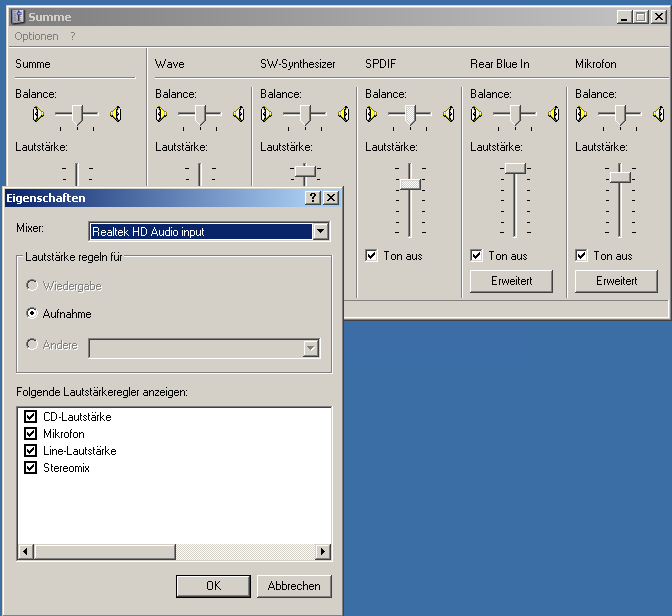 Summe
Optionen ?
Summe Wave SW-Synthesizer SPDIF Rear Blue In Mikrofon
Balance: Balance: Balance: Balance: Balance: Balance:
Lautstärke: Lautstärke: Lautstärke: Lautstärke: Lautstärke: Lautstärke:
Ton aus Ton aus Ton aus
Erweitert Erweitert
Eigenschaften
Mixer: Realtek HD Audio input
Lautstärke regeln für
Wiedergabe
Aufnahme
Andere
Folgende Lautstärkeregler anzeigen:
CD-Lautstärke
Mikrofon
Line-Lautstärke
Stereomix
OK Abbrechen